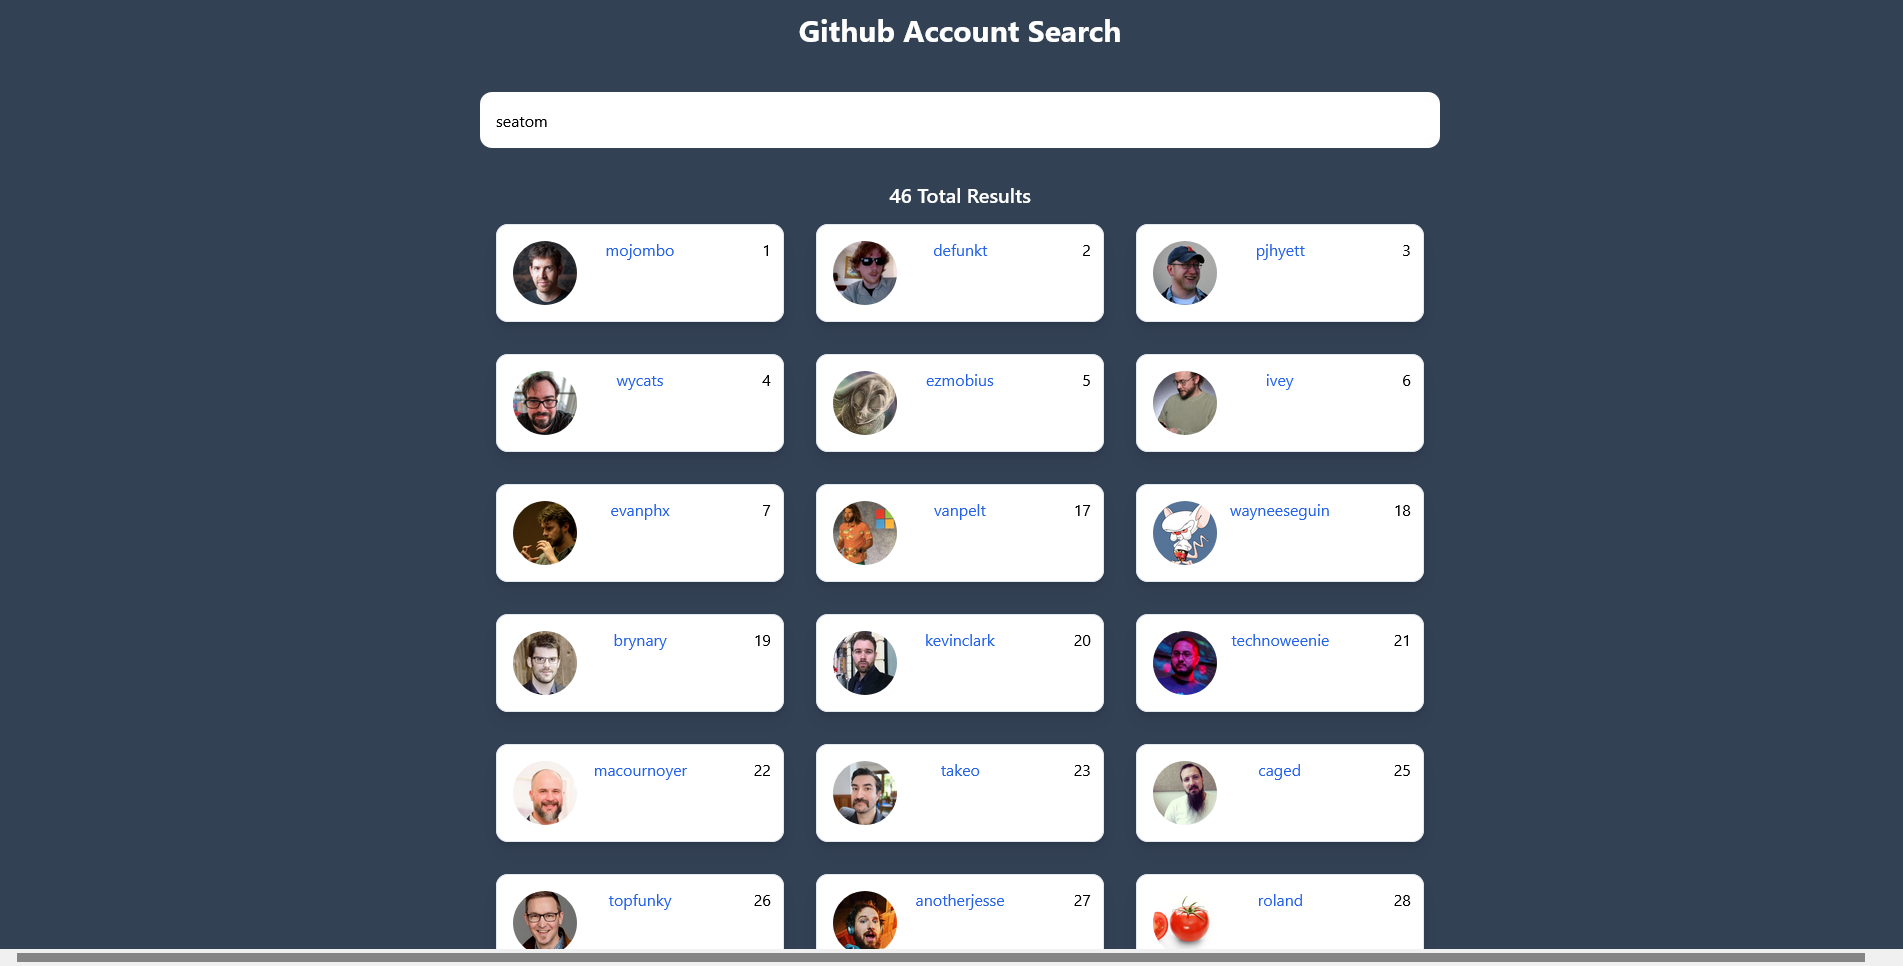 Github Account Search
seatom
46 Total Results
mojombo 1
defunkt 2
pjhyett 3
wycats 4
ezmobius 5
ivey 6
evanphx 7
vanpelt 17
wayneeseguin 18
brynary 19
kevinclark 20
technoweenie 21
macournoyer 22
takeo 23
caged 25
topfunky 26
anotherjesse 27
roland 28